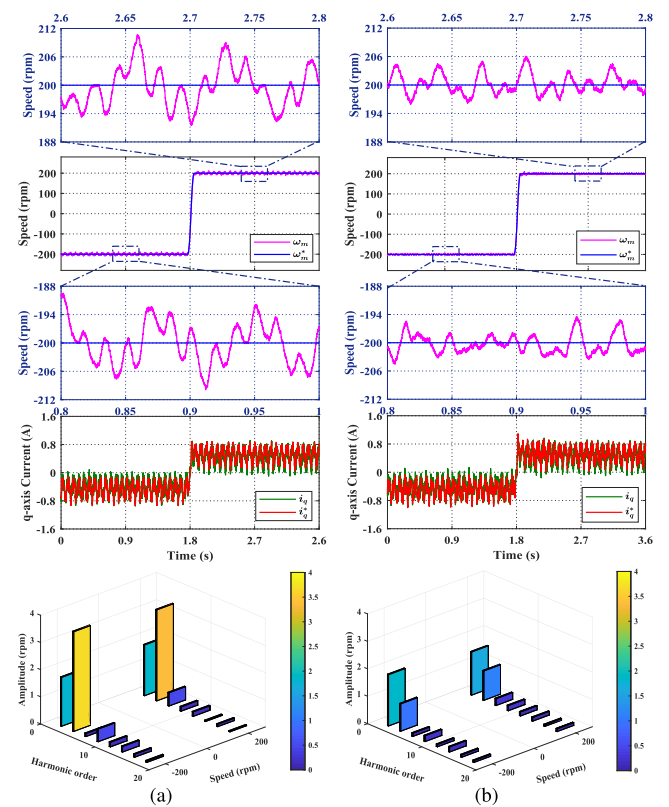 2.6 2.65 2.7 2.75 2.8
212
206
200
194
188
Speed (rpm)
200
100
0
-100
-200
Speed (rpm)
ωm
ω*m
-188
-194
-200
-206
-212
Speed (rpm)
0.8 0.85 0.9 0.95 1
1.6
0.8
0
-0.8
-1.6
q-axis Current (A)
iq
i*q
0 0.9 1.8 2.7 2.6
Time (s)
4
3
2
1
0
Amplitude (rpm)
0
10
20
Harmonic order
-200
0
200
Speed (rpm)
4
3.5
3
2.5
2
1.5
1
0.5
0
(a)
2.6 2.65 2.7 2.75 2.8
212
206
200
194
188
Speed (rpm)
200
100
0
-100
-200
Speed (rpm)
ωm
ω*m
-188
-194
-200
-206
-212
Speed (rpm)
0.8 0.85 0.9 0.95 1
1.6
0.8
0
-0.8
-1.6
q-axis Current (A)
iq
i*q
0 0.9 1.8 2.7 3.6
Time (s)
4
3
2
1
0
Amplitude (rpm)
0
10
20
Harmonic order
-200
0
200
Speed (rpm)
4
3.5
3
2.5
2
1.5
1
0.5
0
(b)